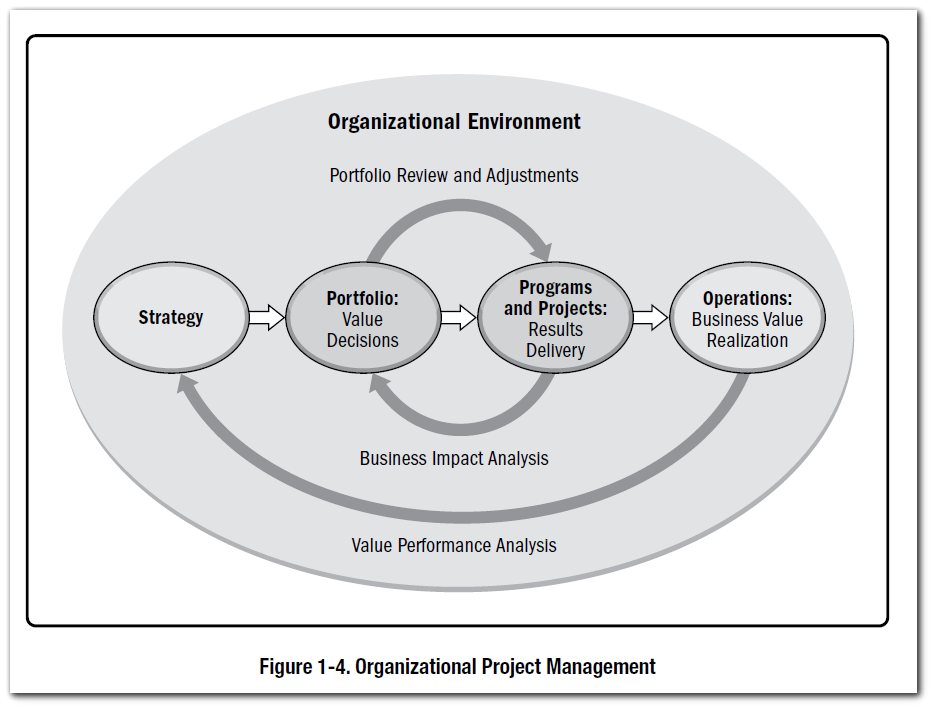 Organizational Environment
Portfolio Review and Adjustments
Strategy
Portfolio:
Value
Decisions
Programs
and Projects:
Results
Delivery
Operations:
Business Value
Realization
Business Impact Analysis
Value Performance Analysis
Figure 1-4. Organizational Project Management